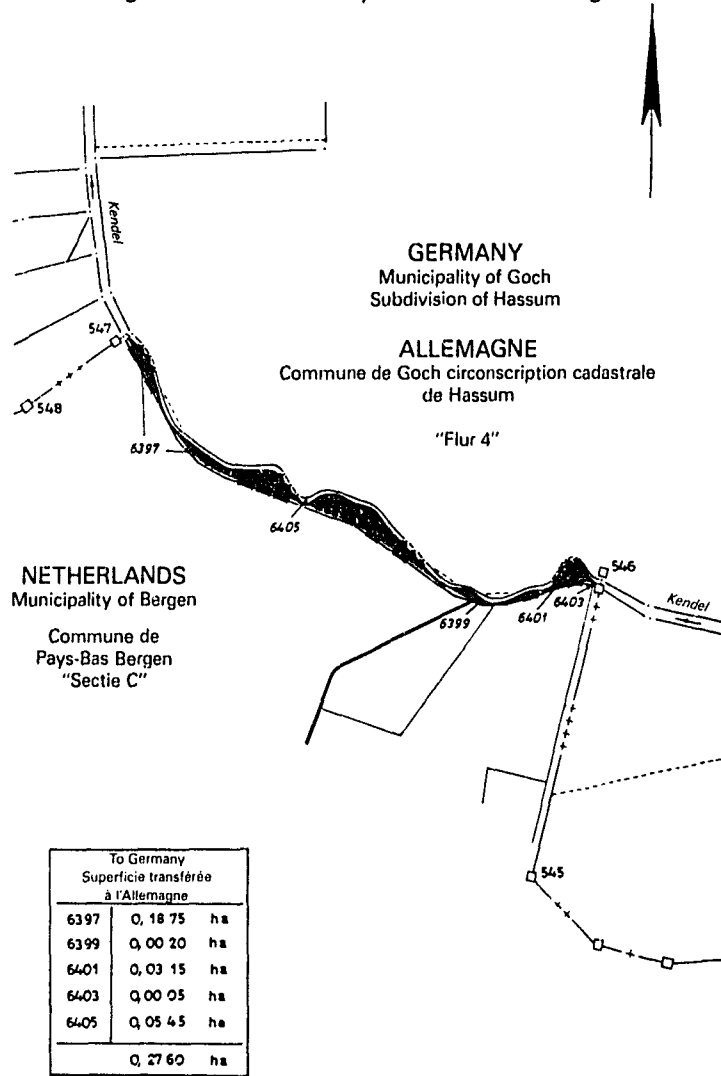 Kendel
GERMANY
Municipality of Goch
Subdivision of Hassum
ALLEMAGNE
Commune de Goch circonscription cadastrale
de Hassum
"Flur 4"
547
548
6397
6405
NETHERLANDS
Municipality of Bergen
Commune de
Pays-Bas Bergen
"Sectie C"
6399
6401
6403
546
Kendel
545
To Germany
Superficie transférée
à l'Allemagne
6397 0, 18 75 ha
6399 0, 00 20 ha
6401 0, 03 15 ha
6403 0, 00 05 ha
6405 0, 05 45 ha
0, 27 60 ha